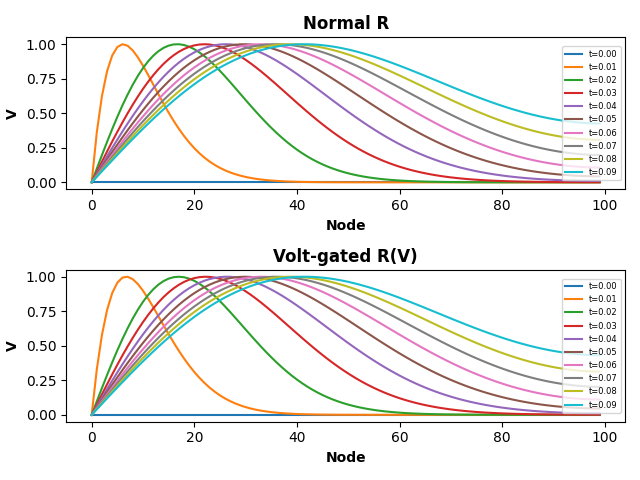 Normal R
1.00
0.75
0.50
0.25
0.00
V
0 20 40 60 80 100
Node
t=0.00
t=0.01
t=0.02
t=0.03
t=0.04
t=0.05
t=0.06
t=0.07
t=0.08
t=0.09
Volt-gated R(V)
1.00
0.75
0.50
0.25
0.00
V
0 20 40 60 80 100
Node
t=0.00
t=0.01
t=0.02
t=0.03
t=0.04
t=0.05
t=0.06
t=0.07
t=0.08
t=0.09